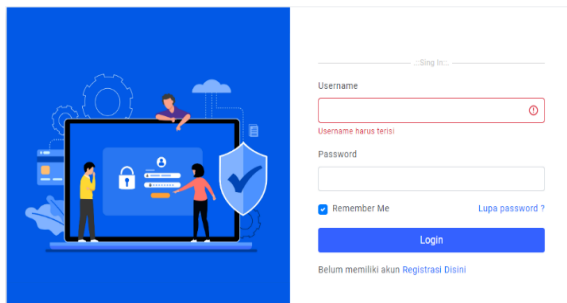 .:Sing In:.
Username
Username harus terisi
Password
Remember Me
Lupa password ?
Login
Belum memiliki akun Registrasi Disini